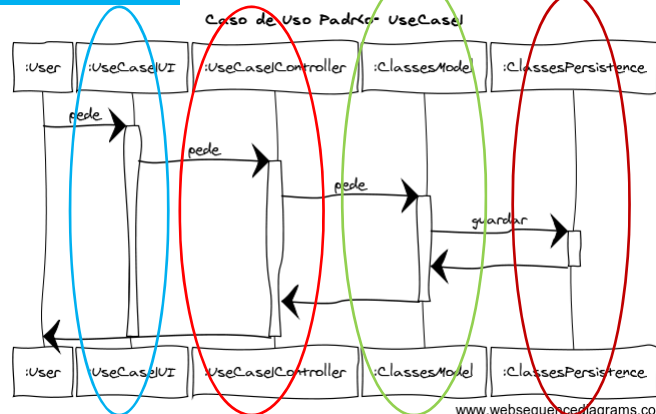 Caso de Uso Padrão- UseCase1
:User :UseCase1UI :UseCase1Controller :ClassesModel :ClassesPersistence
pede
pede
pede
guardar
:User :UseCase1UI :UseCase1Controller :ClassesModel :ClassesPersistence
www.websequencediagrams.co